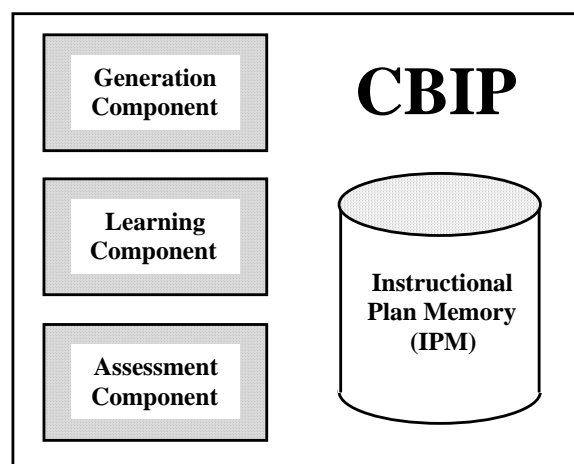 Generation
Component
CBIP
Learning
Component
Instructional
Plan Memory
(IPM)
Assessment
Component